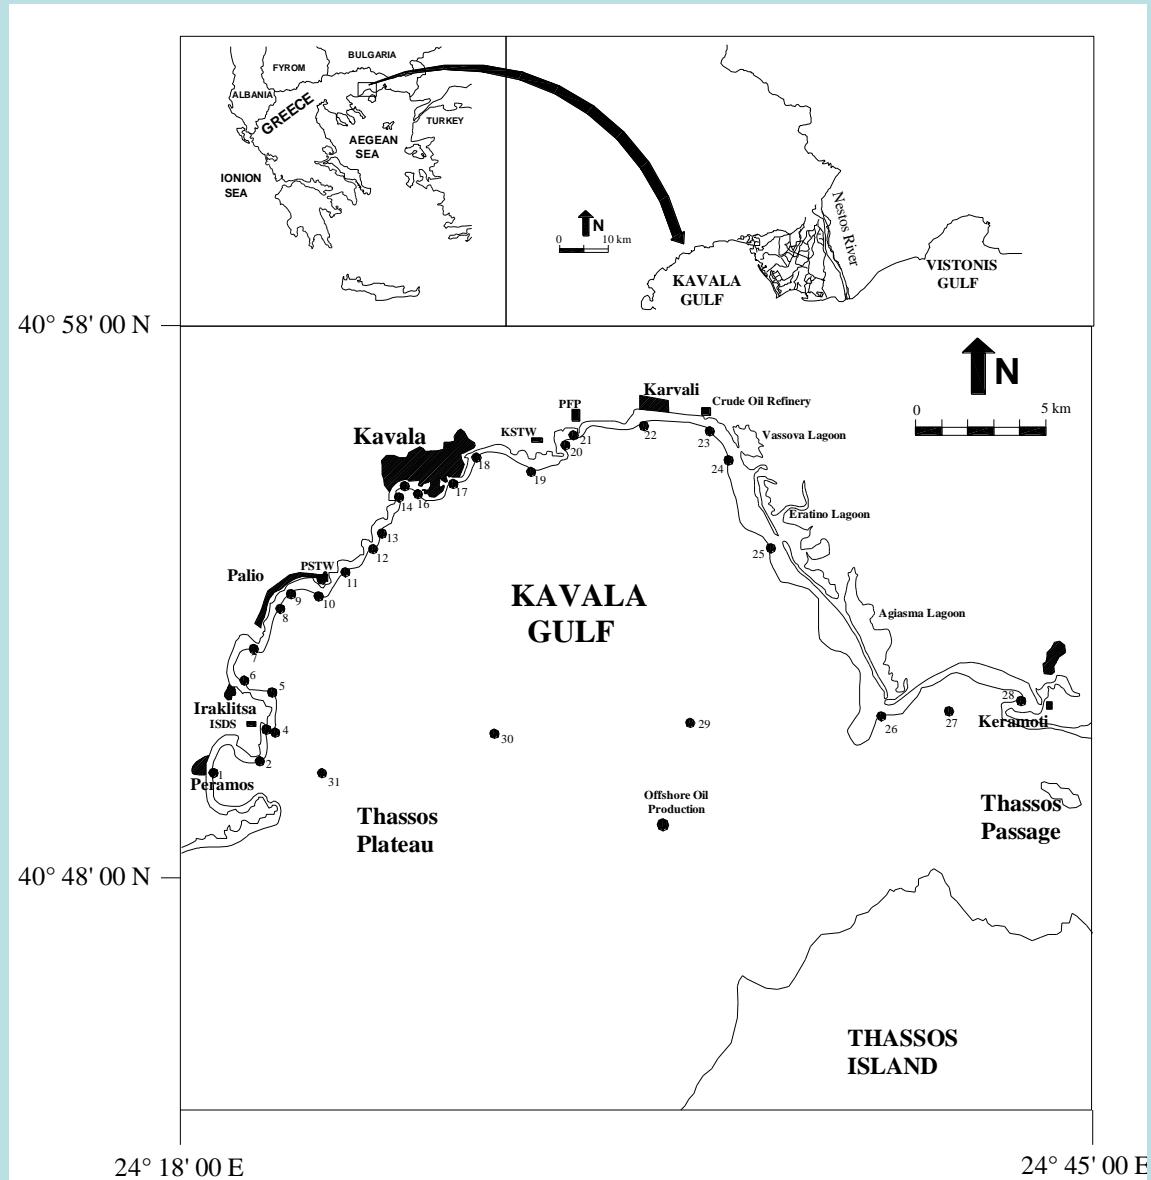 BULGARIA
FYROM
ALBANIA
GREECE
TURKEY
AEGEAN
SEA
IONION
SEA
N
0 10 km
Nestos River
KAVALA
GULF
VISTONIS
GULF
40° 58' 00 N
N
0 5 km
Karvali
PFP
Crude Oil Refinery
Kavala
KSTW
21
22
23
Vassova Lagoon
20
18
24
19
17
16
14
Eratino Lagoon
13
12
25
PSTW
11
Palio
9
10
8
KAVALA
GULF
Agiasma Lagoon
7
6
5
Iraklitsa
ISDS
4
28
Keramoti
27
26
29
30
2
1
Peramos
31
Offshore Oil
Production
Thassos
Plateau
Thassos
Passage
40° 48' 00 N
THASSOS
ISLAND
24° 18' 00 E
24° 45' 00 E